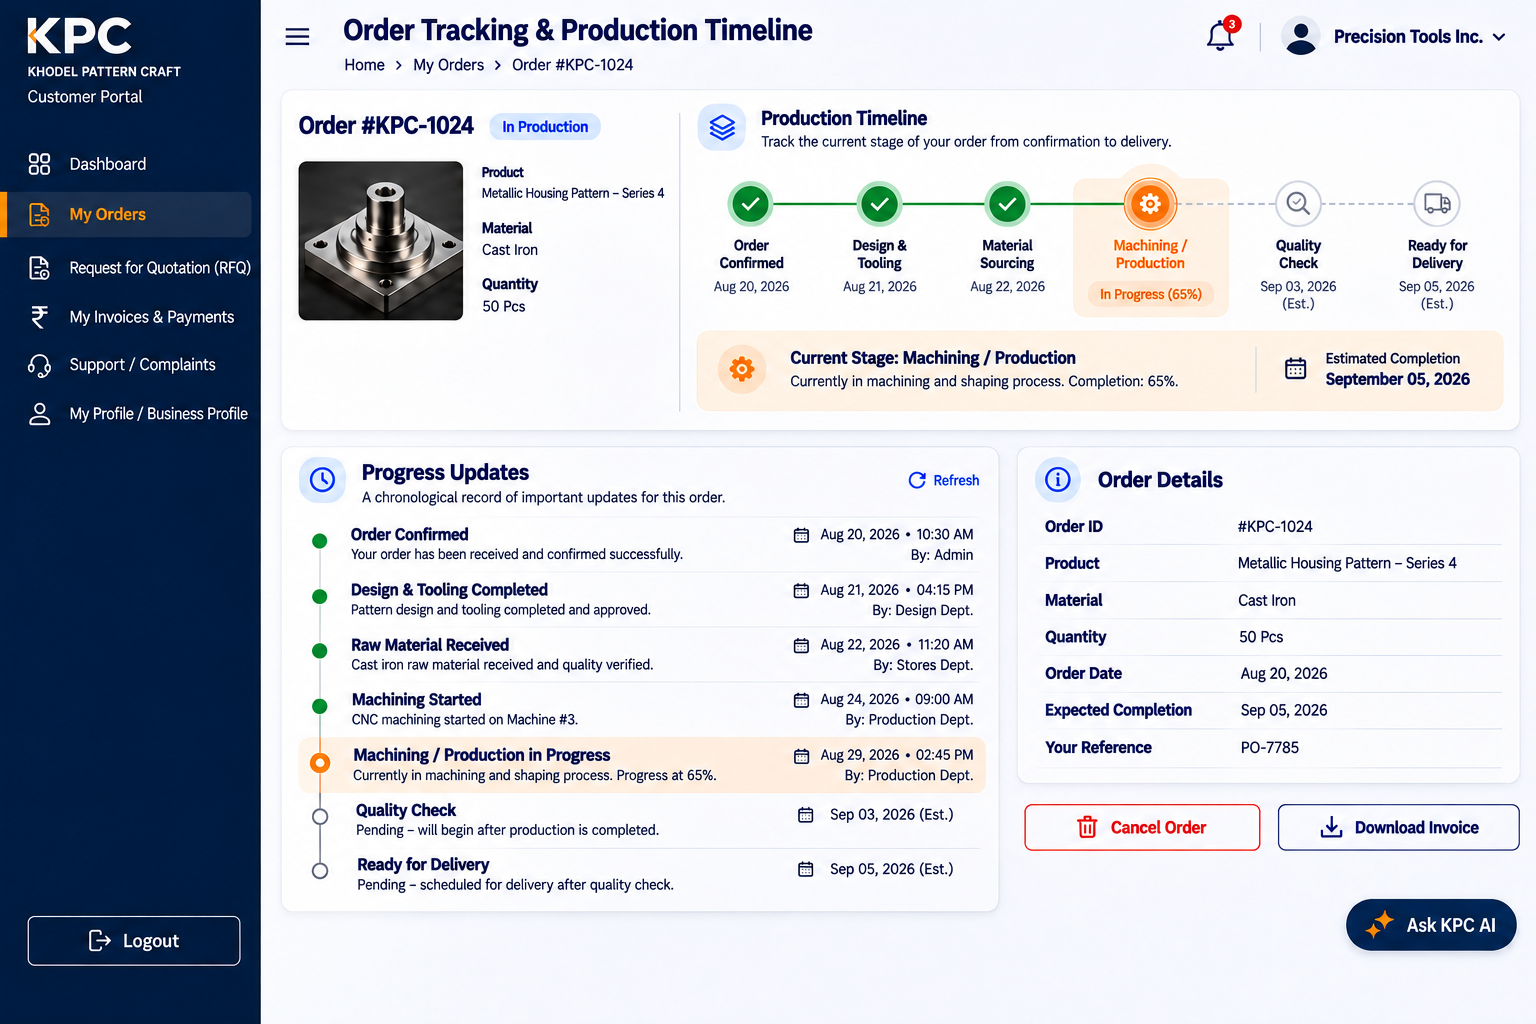 KPC
KHODEL PATTERN CRAFT
Customer Portal
Dashboard
My Orders
Request for Quotation (RFQ)
My Invoices & Payments
Support / Complaints
My Profile / Business Profile
Logout
Order Tracking & Production Timeline
Home > My Orders > Order #KPC-1024
3
Precision Tools Inc.
Order #KPC-1024
In Production
Product
Metallic Housing Pattern – Series 4
Material
Cast Iron
Quantity
50 Pcs
Production Timeline
Track the current stage of your order from confirmation to delivery.
Order
Confirmed
Aug 20, 2026
Design &
Tooling
Aug 21, 2026
Material
Sourcing
Aug 22, 2026
Machining /
Production
In Progress (65%)
Quality
Check
Sep 03, 2026
(Est.)
Ready for
Delivery
Sep 05, 2026
(Est.)
Current Stage: Machining / Production
Currently in machining and shaping process. Completion: 65%.
Estimated Completion
September 05, 2026
Progress Updates
A chronological record of important updates for this order.
Refresh
Order Confirmed
Your order has been received and confirmed successfully.
Aug 20, 2026 • 10:30 AM
By: Admin
Design & Tooling Completed
Pattern design and tooling completed and approved.
Aug 21, 2026 • 04:15 PM
By: Design Dept.
Raw Material Received
Cast iron raw material received and quality verified.
Aug 22, 2026 • 11:20 AM
By: Stores Dept.
Machining Started
CNC machining started on Machine #3.
Aug 24, 2026 • 09:00 AM
By: Production Dept.
Machining / Production in Progress
Currently in machining and shaping process. Progress at 65%.
Aug 29, 2026 • 02:45 PM
By: Production Dept.
Quality Check
Pending – will begin after production is completed.
Sep 03, 2026 (Est.)
Ready for Delivery
Pending – scheduled for delivery after quality check.
Sep 05, 2026 (Est.)
Order Details
Order ID #KPC-1024
Product Metallic Housing Pattern – Series 4
Material Cast Iron
Quantity 50 Pcs
Order Date Aug 20, 2026
Expected Completion Sep 05, 2026
Your Reference PO-7785
Cancel Order
Download Invoice
Ask KPC AI